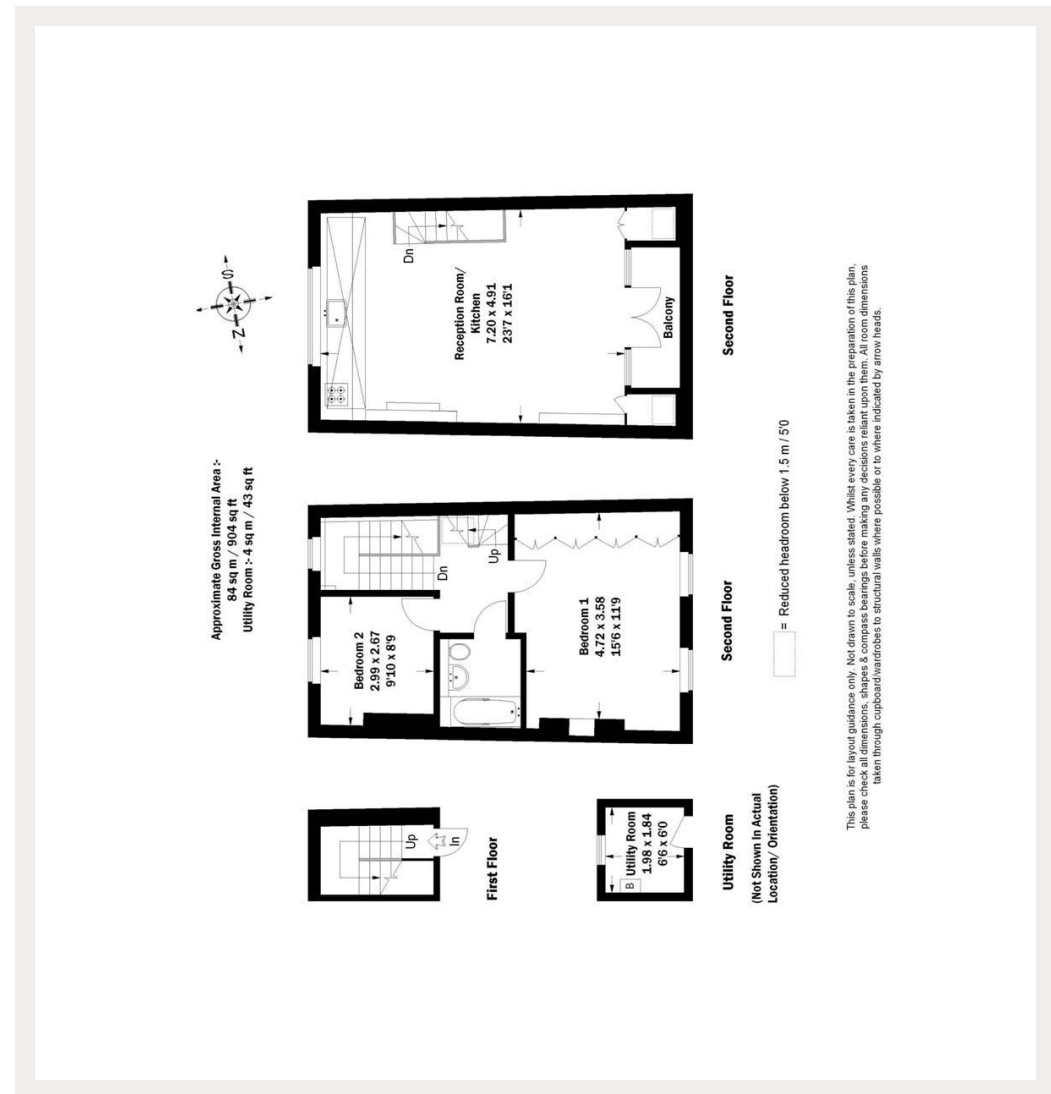 N
S
Approximate Gross Internal Area :-
84 sq m / 904 sq ft
Utility Room :- 4 sq m / 43 sq ft
Up
In
First Floor
B
Utility Room
1.98 x 1.84
6'6 x 6'0
Utility Room
(Not Shown In Actual
Location/ Orientation)
Bedroom 2
2.99 x 2.67
9'10 x 8'9
Dn
Up
Bedroom 1
4.72 x 3.58
15'6 x 11'9
Second Floor
Reception Room/
Kitchen
7.20 x 4.91
23'7 x 16'1
Dn
Balcony
Second Floor
= Reduced headroom below 1.5 m / 5'0
This plan is for layout guidance only. Not drawn to scale, unless stated. Whilst every care is taken in the preparation of this plan,
please check all dimensions, shapes & compass bearings before making any decisions reliant upon them. All room dimensions
taken through cupboard/wardrobes to structural walls where possible or to where indicated by arrow heads.